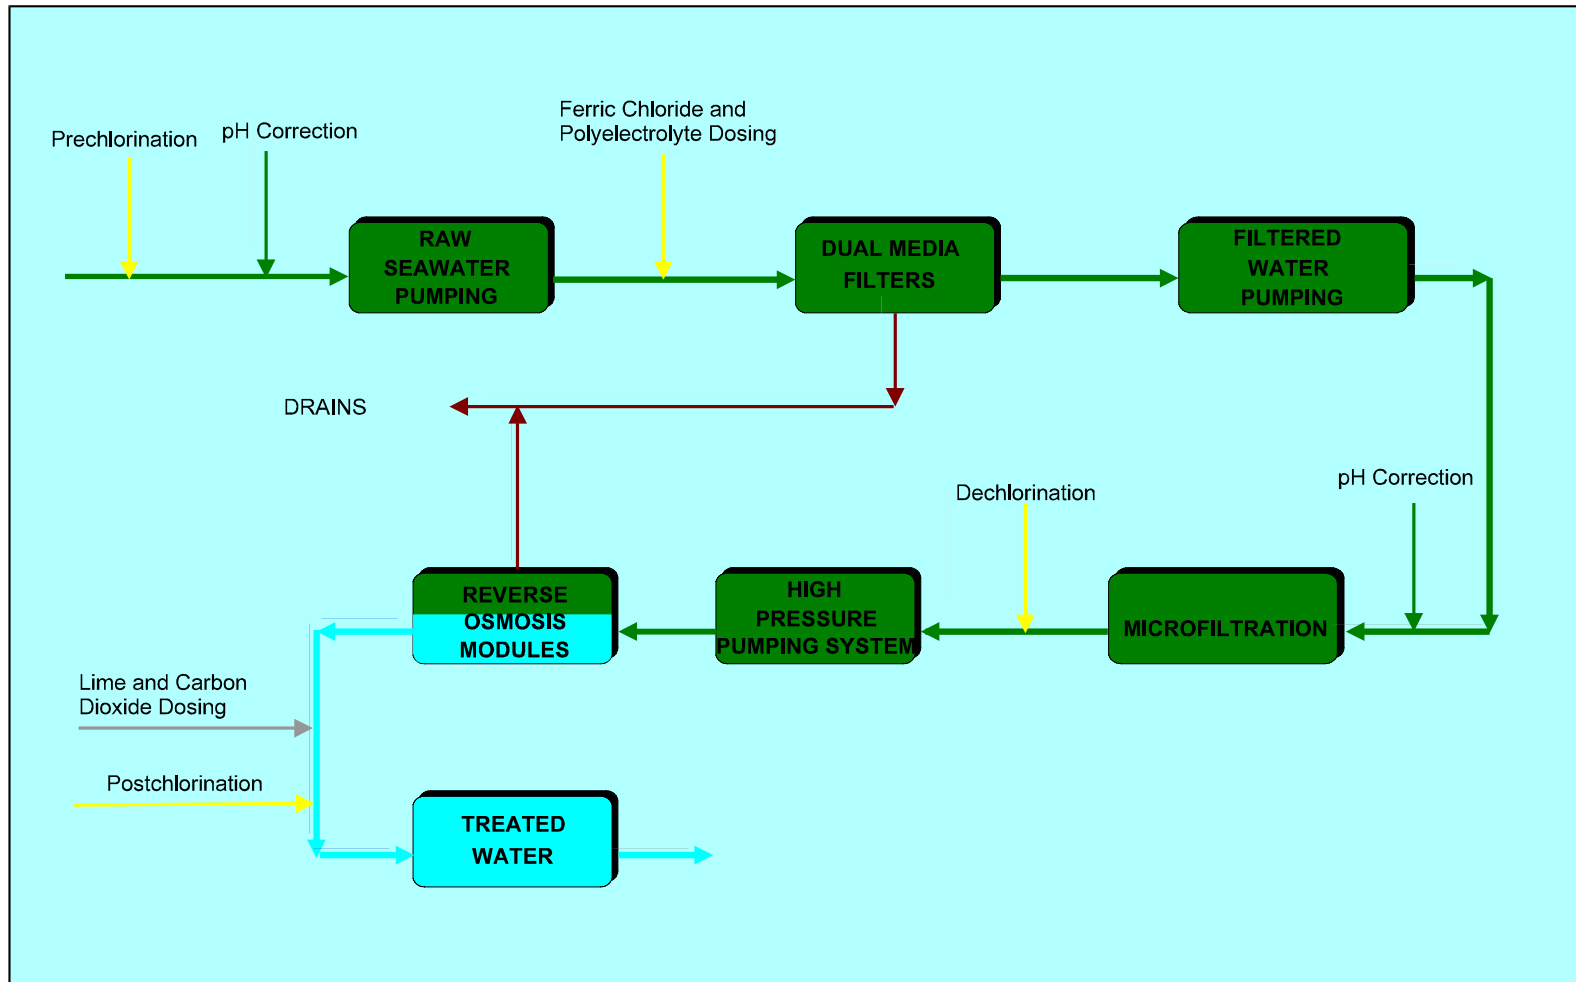 Prechlorination
pH Correction
Ferric Chloride and
Polyelectrolyte Dosing
RAW
SEAWATER
PUMPING
DUAL MEDIA
FILTERS
FILTERED
WATER
PUMPING
DRAINS
Dechlorination
pH Correction
REVERSE
OSMOSIS
MODULES
HIGH
PRESSURE
PUMPING SYSTEM
MICROFILTRATION
Lime and Carbon
Dioxide Dosing
Postchlorination
TREATED
WATER